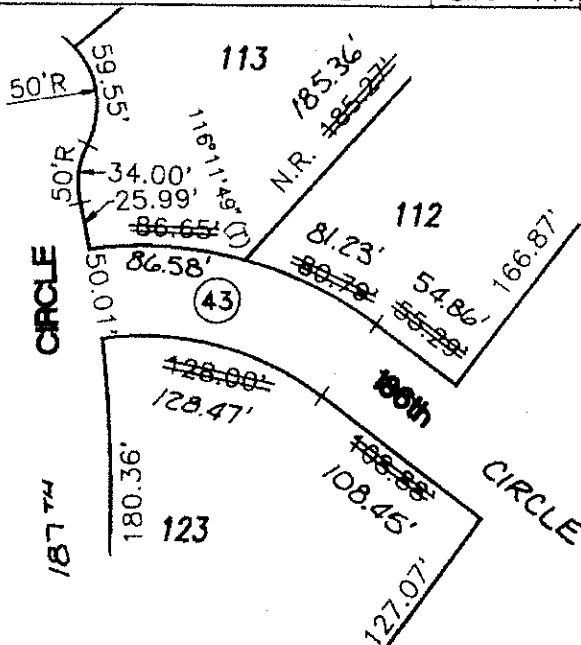 113
59.55'
50'R
185.36'
185.27'
N.R.
116°11'49" (T)
50'R
34.00'
25.99'
86.65'
86.58'
112
166.87'
81.23'
80.79'
54.86'
55.29'
CIRCLE
50.01'
43
128.00'
128.47'
186th
CIRCLE
108.88'
108.45'
180.36'
123
187TH
127.07'